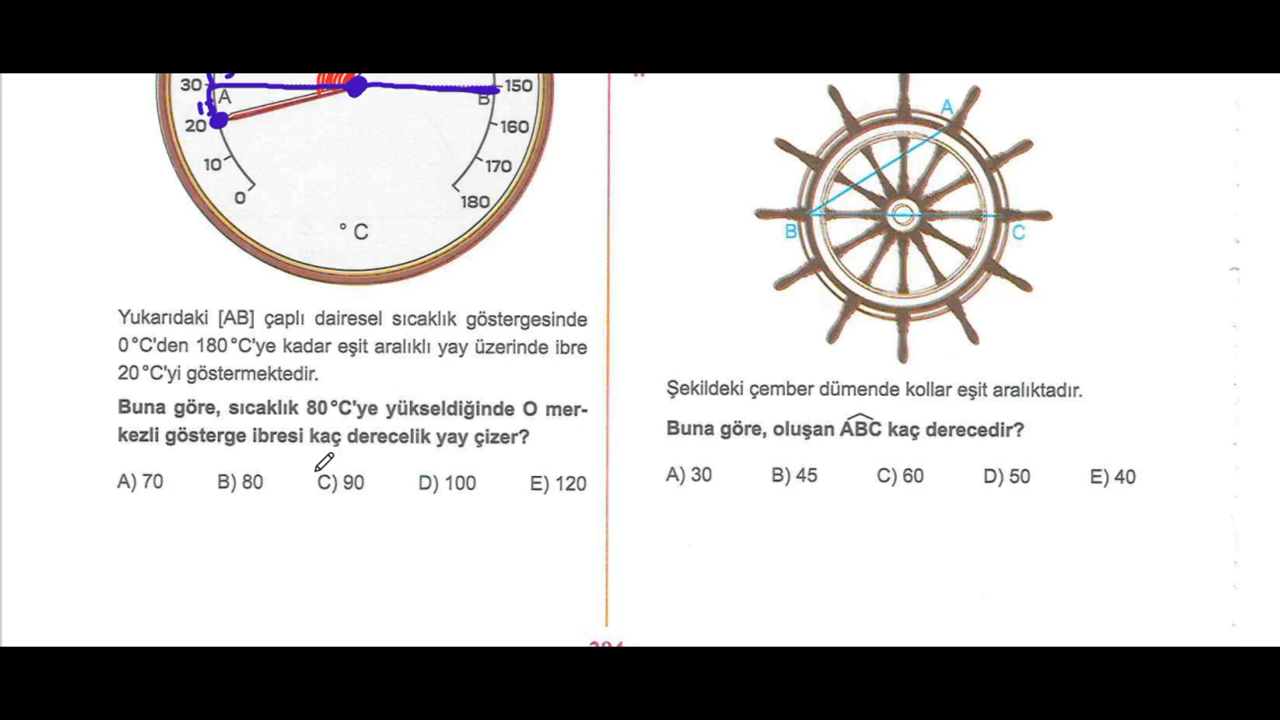 30
A
B
150
20
160
10
170
0
180
° C
Yukarıdaki [AB] çaplı dairesel sıcaklık göstergesinde
0°C'den 180°C'ye kadar eşit aralıklı yay üzerinde ibre
20°C'yi göstermektedir.
Buna göre, sıcaklık 80°C'ye yükseldiğinde O mer-
kezli gösterge ibresi kaç derecelik yay çizer?
A) 70 B) 80 C) 90 D) 100 E) 120
A
B
C
Şekildeki çember dümende kollar eşit aralıktadır.
Buna göre, oluşan ABC kaç derecedir?
A) 30 B) 45 C) 60 D) 50 E) 40